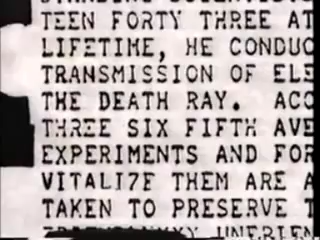 TEEN FORTY THREE AT
LIFETIME, HE CONDUC
TRANSMISSION OF ELE
THE DEATH RAY. ACC
THREE SIX FIFTH AVE
EXPERIMENTS AND FOR
VITALI7E THEM ARE A
TAKEN TO PRESERVE T